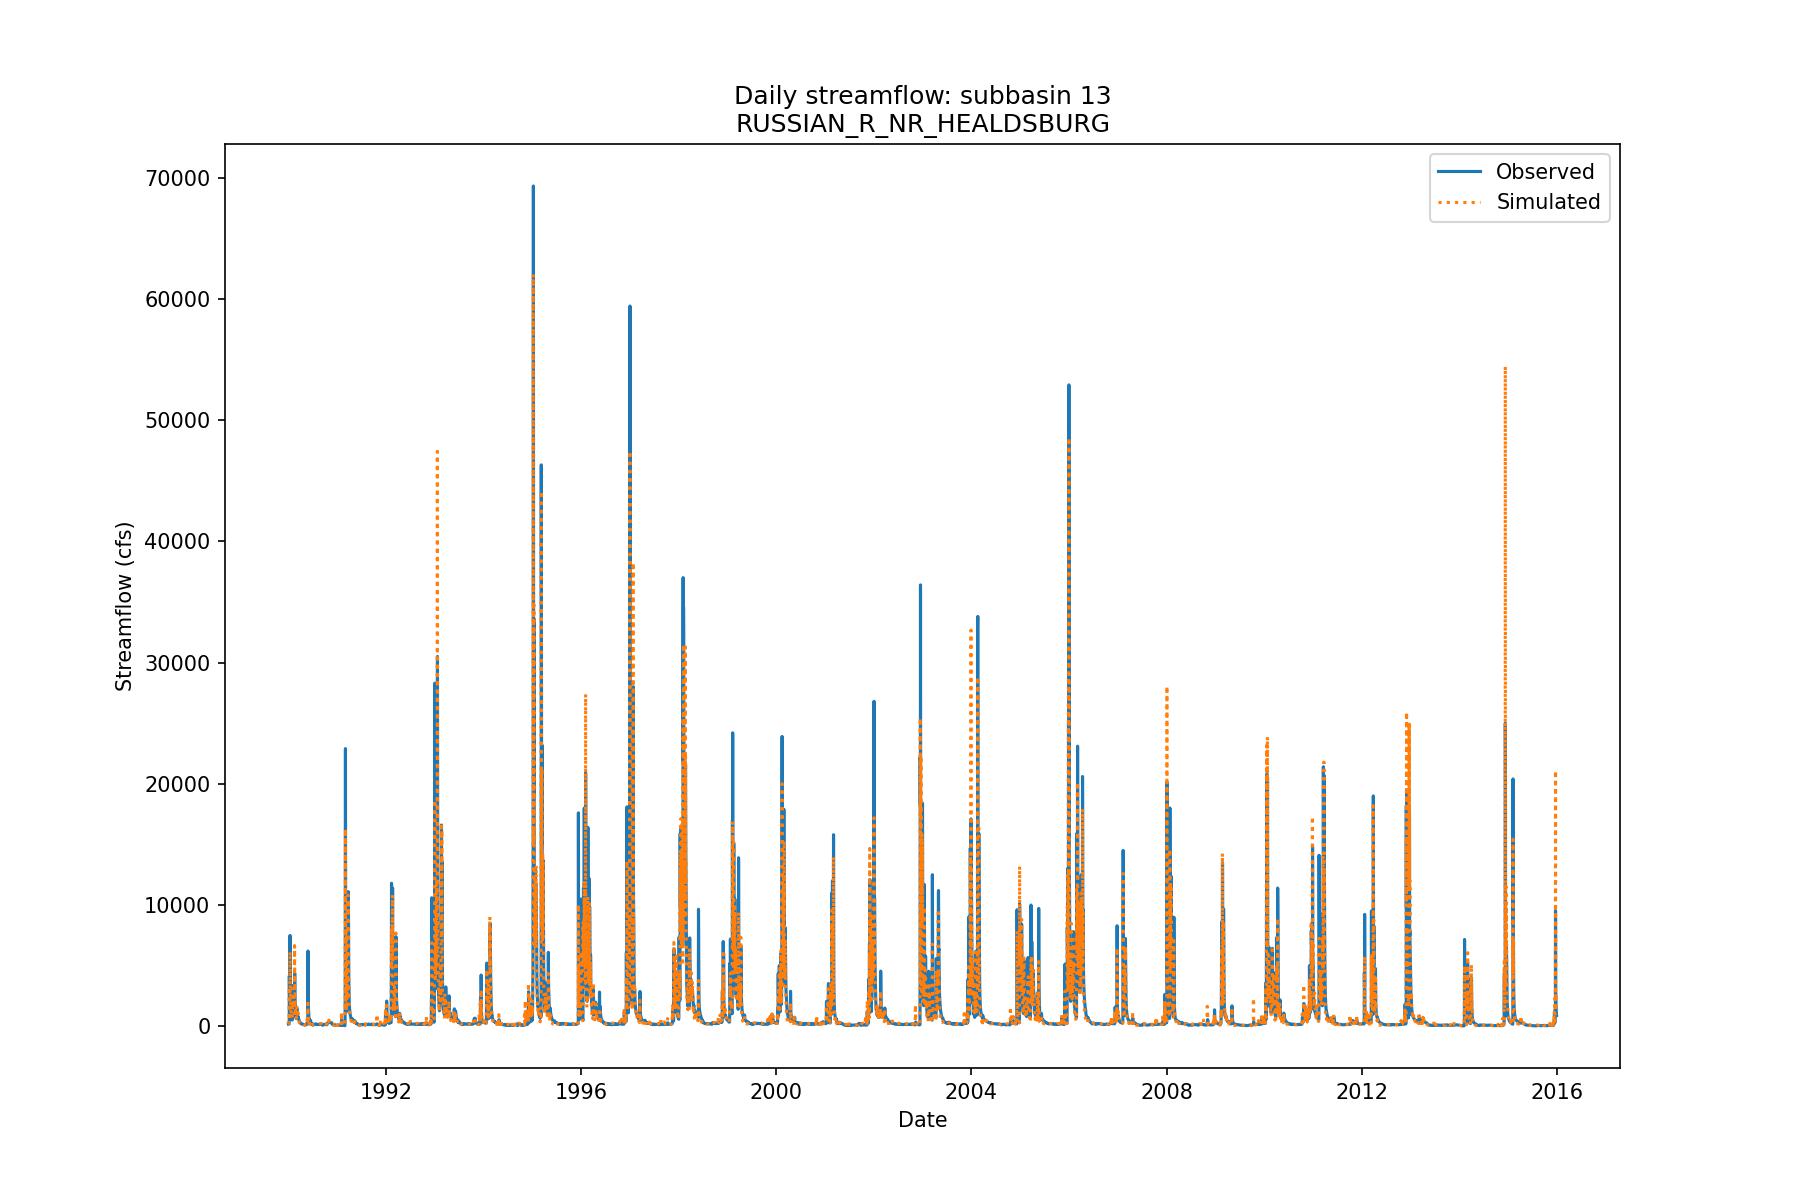 Daily streamflow: subbasin 13
RUSSIAN_R_NR_HEALDSBURG
Observed
Simulated
Streamflow (cfs)
70000
60000
50000
40000
30000
20000
10000
0
1992 1996 2000 2004 2008 2012 2016
Date